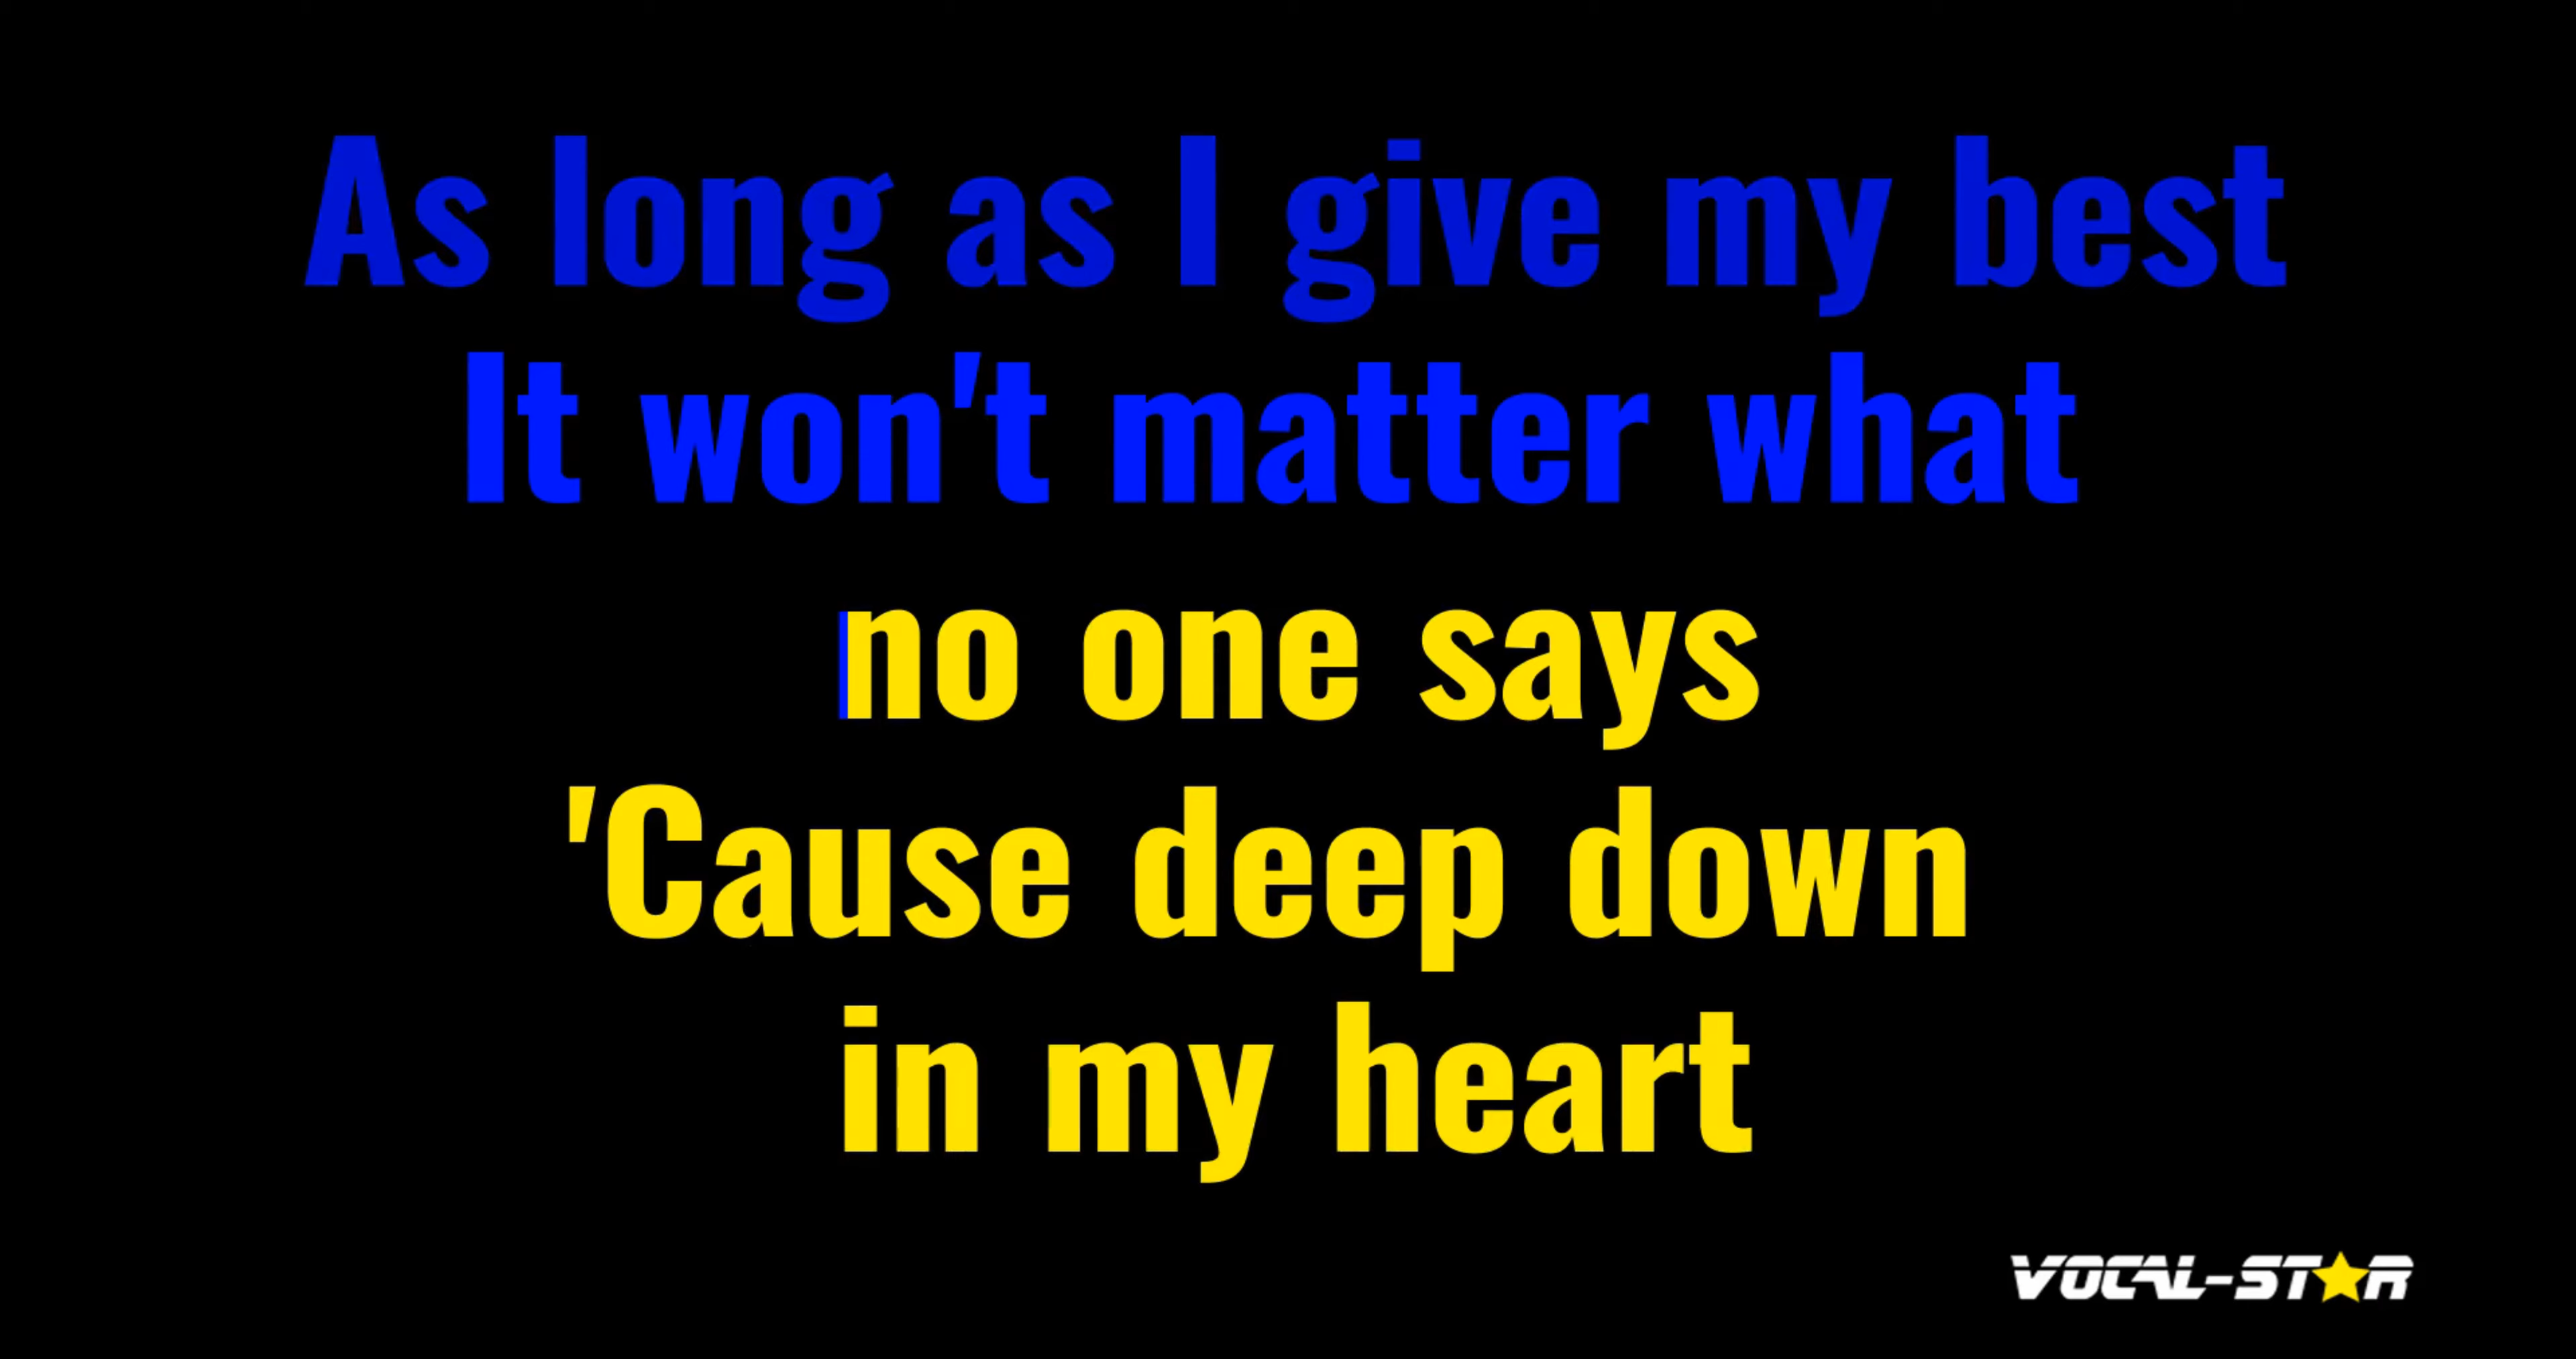 As long as I give my best
It won't matter what
no one says
'Cause deep down
in my heart
VOCAL-STAR